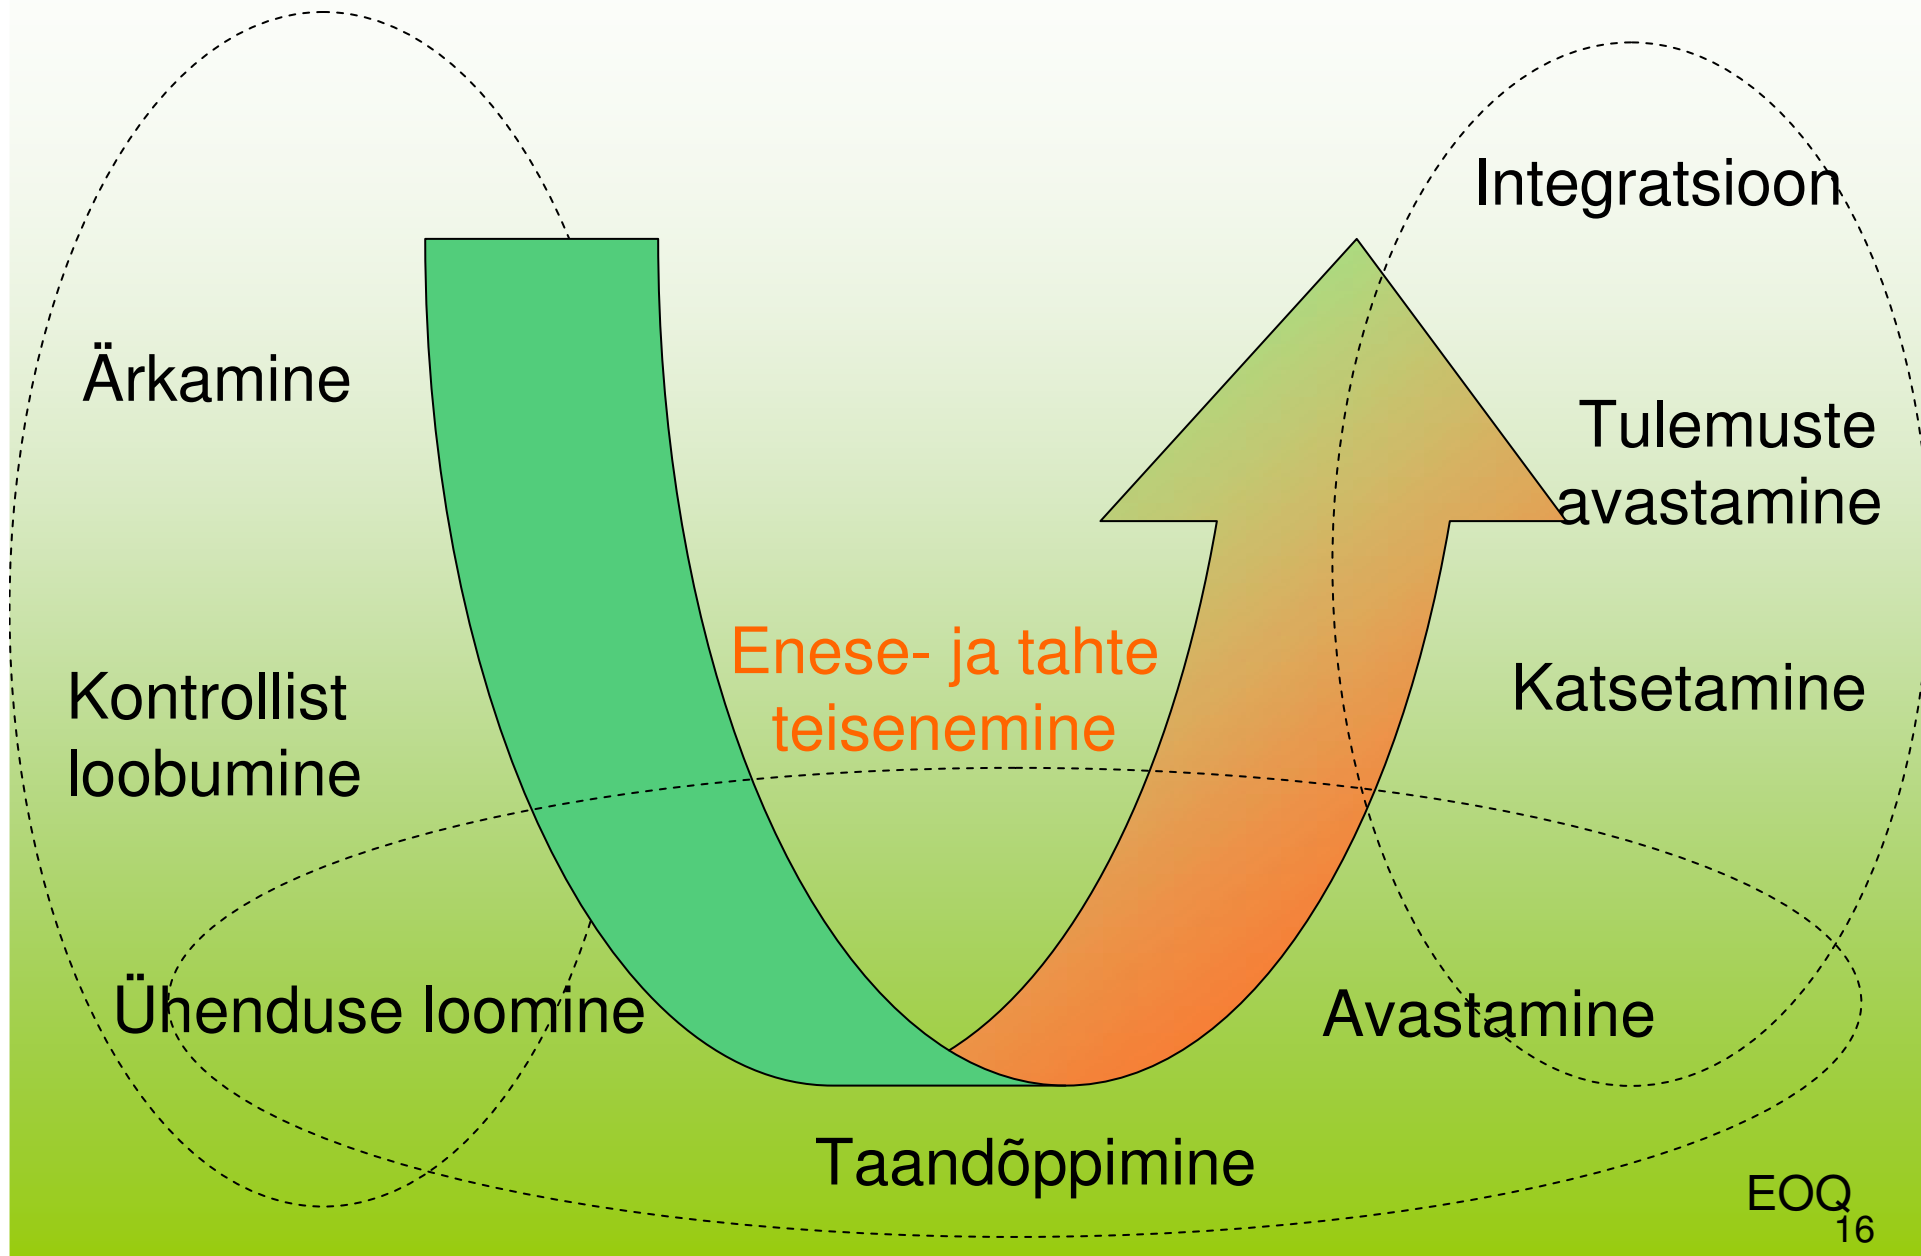 Integratsioon
Ärkamine
Tulemuste
avastamine
Enese- ja tahte
teisenemine
Kontrollist
loobumine
Katsetamine
Ühenduse loomine
Avastamine
Taandõppimine
EOQ
16